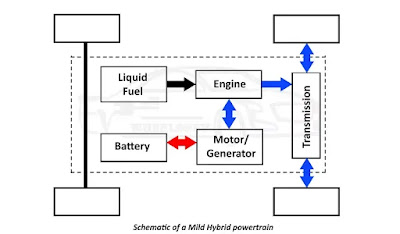 Liquid
Fuel
Engine
Transmission
Battery
Motor/
Generator
Schematic of a Mild Hybrid powertrain